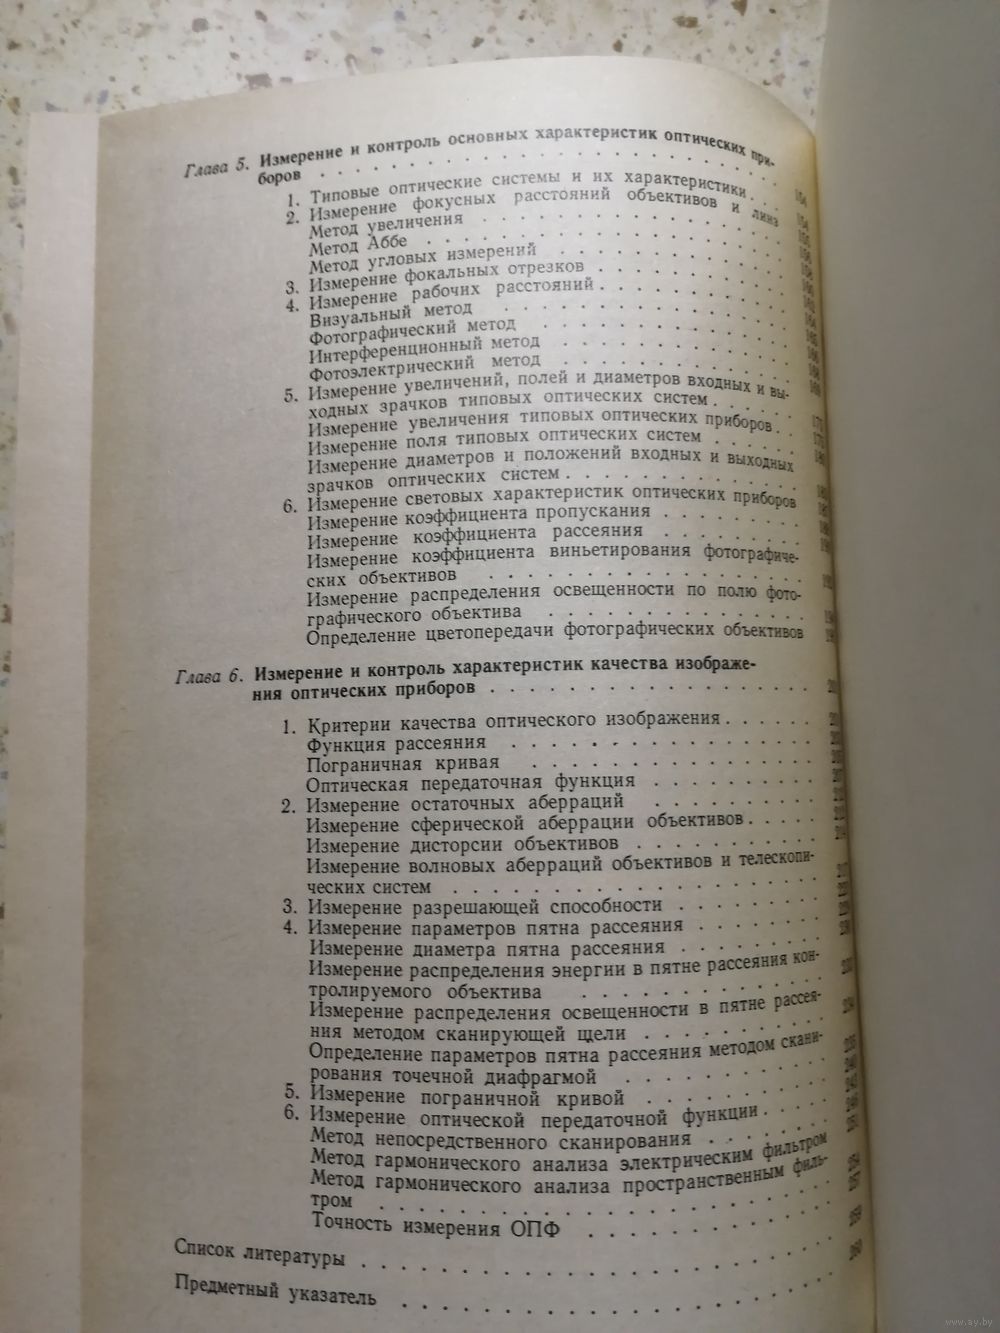 Глава 5. Измерение и контроль основных характеристик оптических при-
боров
1. Типовые оптические системы и их характеристики
2. Измерение фокусных расстояний объективов и линз
Метод увеличения
Метод Аббе
Метод угловых измерений
3. Измерение фокальных отрезков
4. Измерение рабочих расстояний
Визуальный метод
Фотографический метод
Интерференционный метод
Фотоэлектрический метод
5. Измерение увеличений, полей и диаметров входных и вы-
ходных зрачков типовых оптических систем
Измерение увеличения типовых оптических приборов
Измерение поля типовых оптических систем
Измерение диаметров и положений входных и выходных
зрачков оптических систем
6. Измерение световых характеристик оптических приборов
Измерение коэффициента пропускания
Измерение коэффициента рассеяния
Измерение коэффициента виньетирования фотографиче-
ских объективов
Измерение распределения освещенности по полю фото-
графического объектива
Определение цветопередачи фотографических объективов
Глава 6. Измерение и контроль характеристик качества изображе-
ния оптических приборов
1. Критерии качества оптического изображения
Функция рассеяния
Пограничная кривая
Оптическая передаточная функция
2. Измерение остаточных аберраций
Измерение сферической аберрации объективов
Измерение дисторсии объективов
Измерение волновых аберраций объективов и телескопи-
ческих систем
3. Измерение разрешающей способности
4. Измерение параметров пятна рассеяния
Измерение диаметра пятна рассеяния
Измерение распределения энергии в пятне рассеяния кон-
тролируемого объектива
Измерение распределения освещенности в пятне рассея-
ния методом сканирующей щели
Определение параметров пятна рассеяния методом скани-
рования точечной диафрагмой
5. Измерение пограничной кривой
6. Измерение оптической передаточной функции
Метод непосредственного сканирования
Метод гармонического анализа электрическим фильтром
Метод гармонического анализа пространственным филь-
тром
Точность измерения ОПФ
Список литературы 259
Предметный указатель 260
www.ay.by